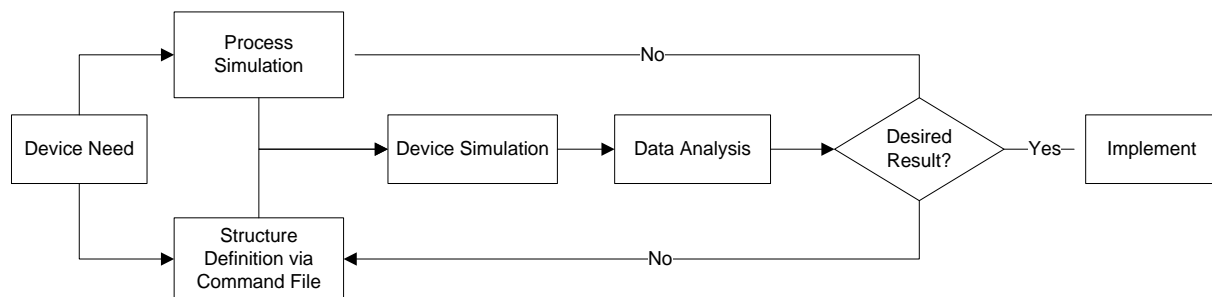 Process
Simulation
No
Device Need
Device Simulation
Data Analysis
Desired
Result?
Yes
Implement
Structure
Definition via
Command File
No